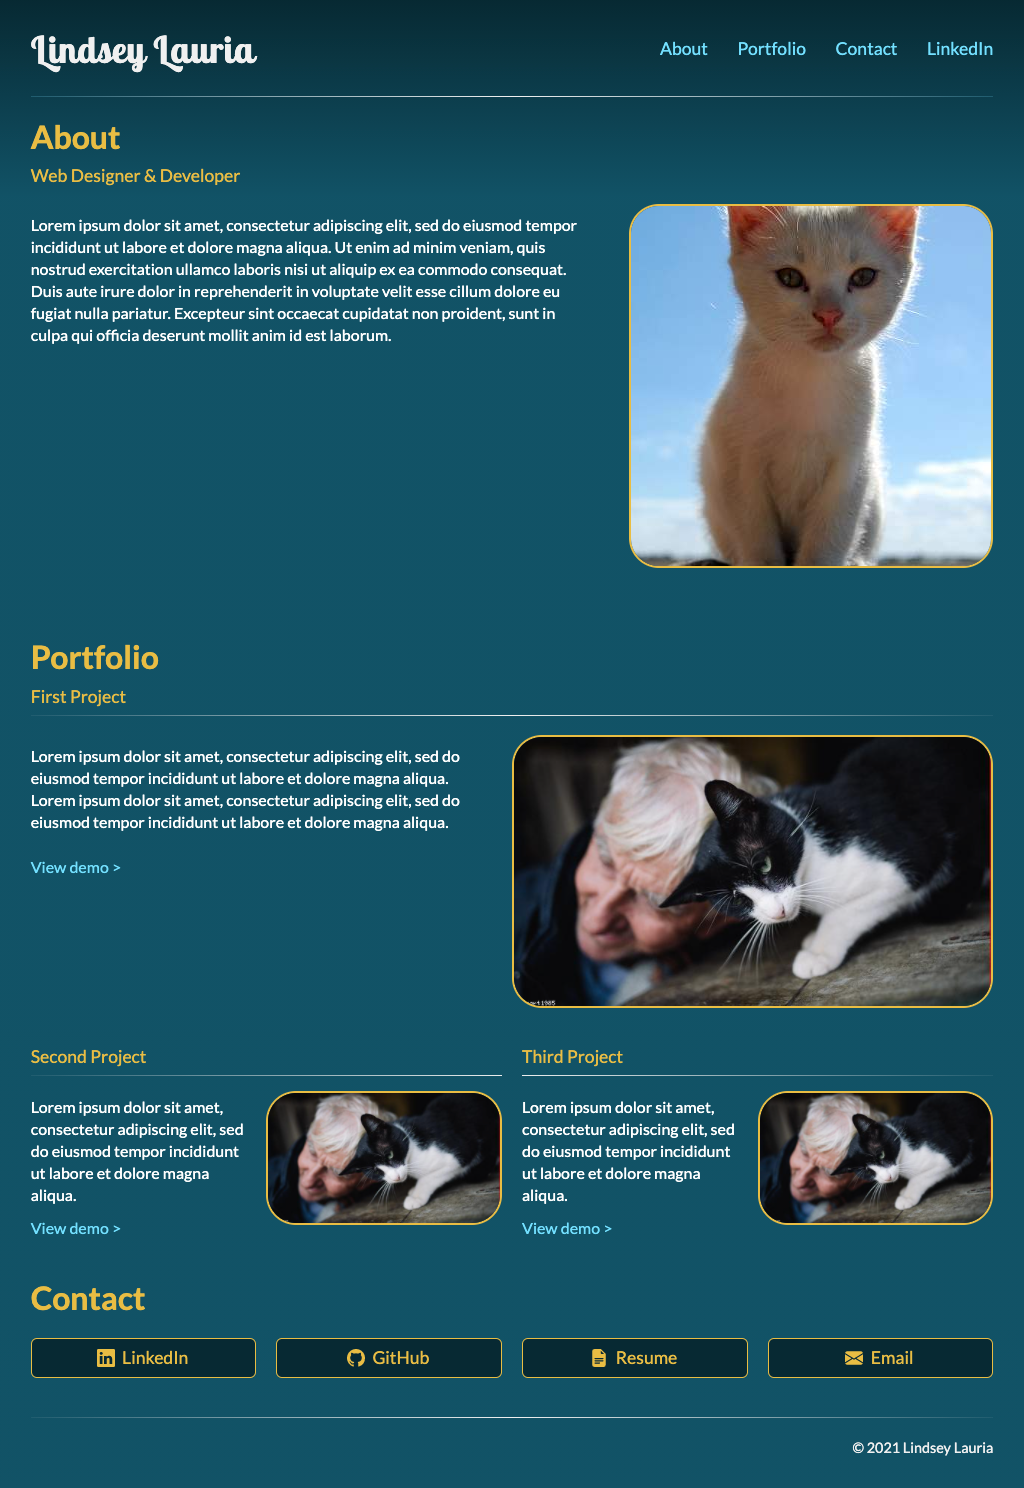 Lindsey Lauria
About
Portfolio
Contact
LinkedIn
About
Web Designer & Developer
Lorem ipsum dolor sit amet, consectetur adipiscing elit, sed do eiusmod tempor
incididunt ut labore et dolore magna aliqua. Ut enim ad minim veniam, quis
nostrud exercitation ullamco laboris nisi ut aliquip ex ea commodo consequat.
Duis aute irure dolor in reprehenderit in voluptate velit esse cillum dolore eu
fugiat nulla pariatur. Excepteur sint occaecat cupidatat non proident, sunt in
culpa qui officia deserunt mollit anim id est laborum.
Portfolio
First Project
Lorem ipsum dolor sit amet, consectetur adipiscing elit, sed do
eiusmod tempor incididunt ut labore et dolore magna aliqua.
Lorem ipsum dolor sit amet, consectetur adipiscing elit, sed do
eiusmod tempor incididunt ut labore et dolore magna aliqua.
View demo >
Second Project
Lorem ipsum dolor sit amet,
consectetur adipiscing elit, sed
do eiusmod tempor incididunt
ut labore et dolore magna
aliqua.
View demo >
Third Project
Lorem ipsum dolor sit amet,
consectetur adipiscing elit, sed
do eiusmod tempor incididunt
ut labore et dolore magna
aliqua.
View demo >
Contact
LinkedIn
GitHub
Resume
Email
© 2021 Lindsey Lauria